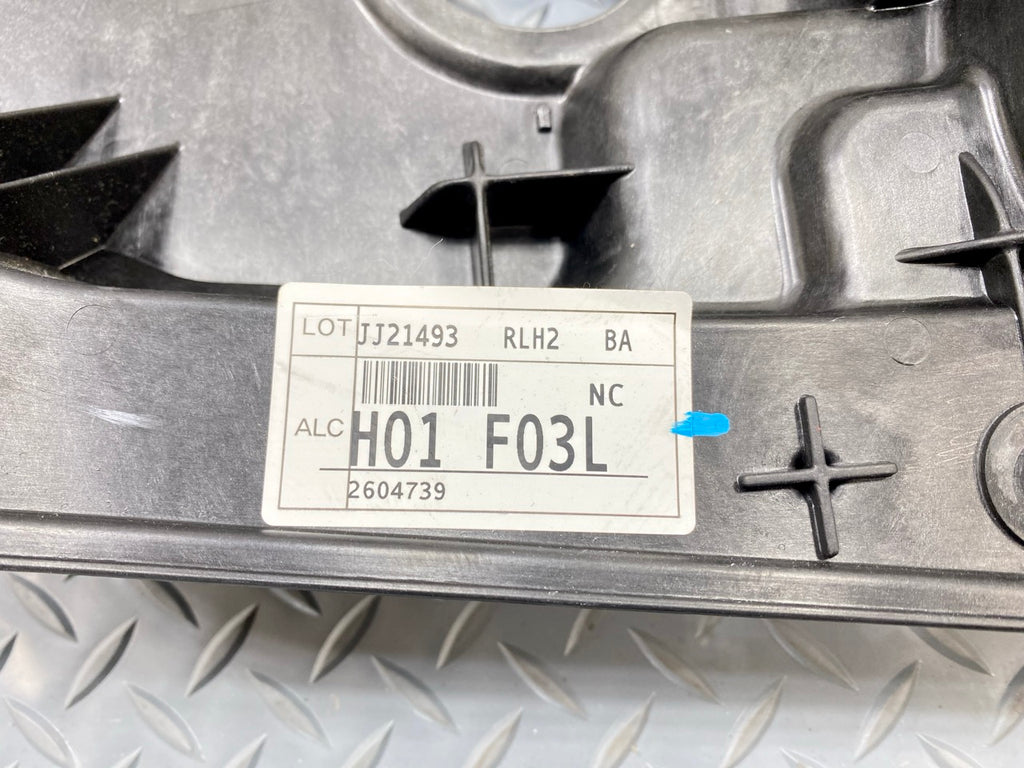 LOT JJ21493 RLH2 BA
NC
ALC H01 F03L
2604739